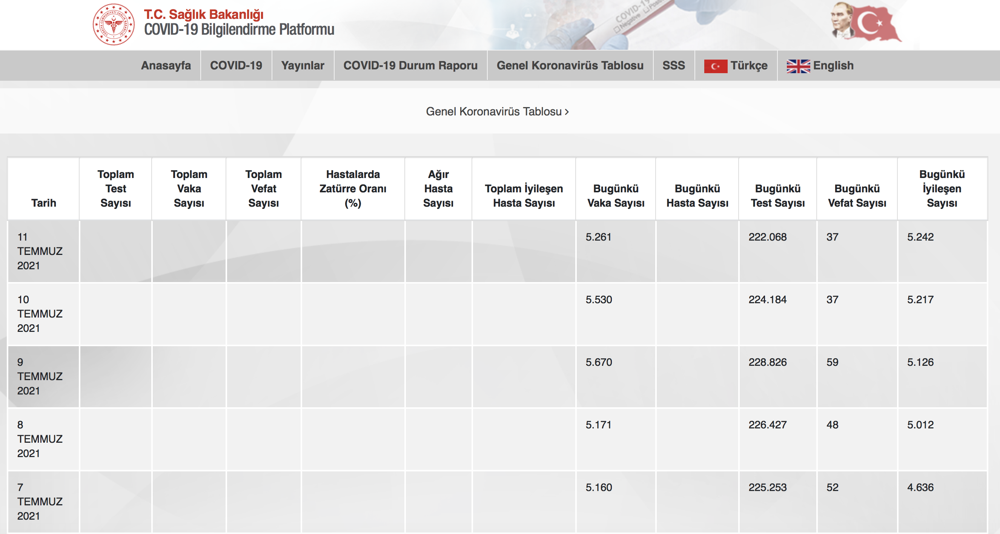 T.C. Sağlık Bakanlığı
COVID-19 Bilgilendirme Platformu
COVID-19
Negative
Anasayfa
COVID-19
Yayınlar
COVID-19 Durum Raporu
Genel Koronavirüs Tablosu
SSS
Türkçe
English
Genel Koronavirüs Tablosu ›
Tarih
Toplam
Test
Sayısı
Toplam
Vaka
Sayısı
Toplam
Vefat
Sayısı
Hastalarda
Zatürre Oranı
(%)
Ağır
Hasta
Sayısı
Toplam İyileşen
Hasta Sayısı
Bugünkü
Vaka Sayısı
Bugünkü
Hasta Sayısı
Bugünkü
Test Sayısı
Bugünkü
Vefat Sayısı
Bugünkü
İyileşen
Sayısı
11
TEMMUZ
2021
5.261
222.068
37
5.242
10
TEMMUZ
2021
5.530
224.184
37
5.217
9
TEMMUZ
2021
5.670
228.826
59
5.126
8
TEMMUZ
2021
5.171
226.427
48
5.012
7
TEMMUZ
2021
5.160
225.253
52
4.636